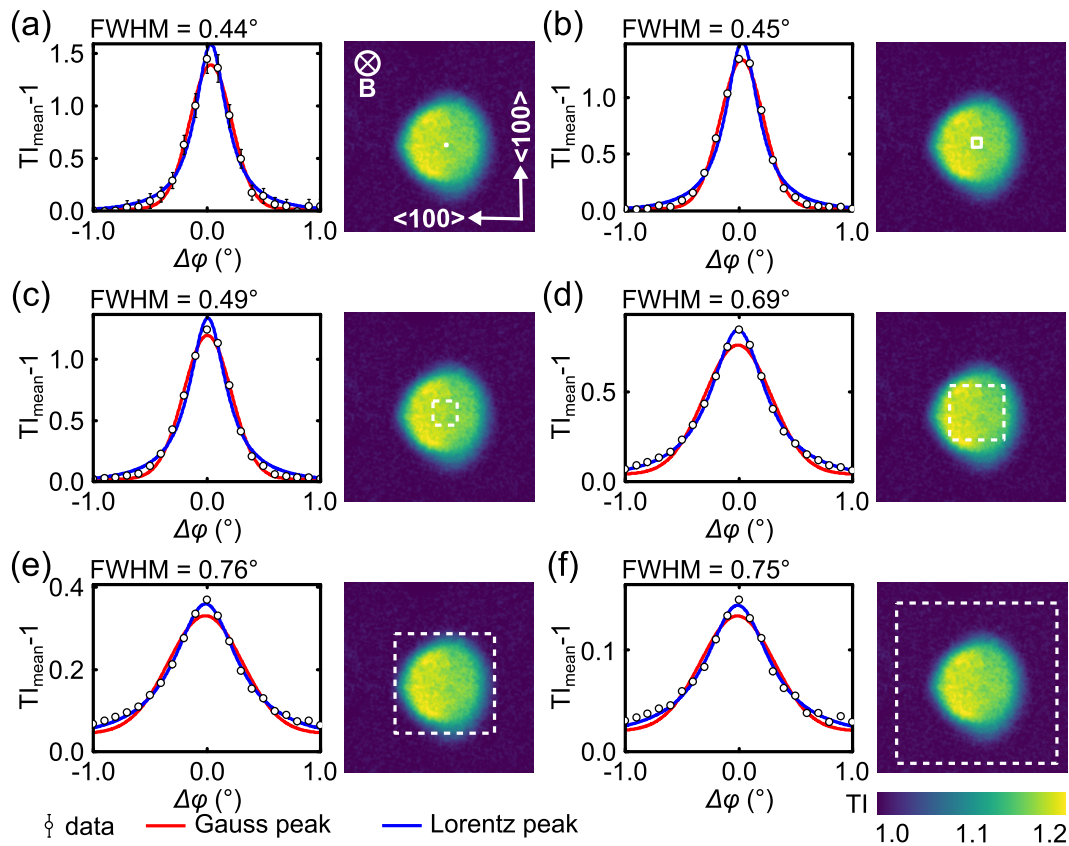 (a)
FWHM = 0.44°
TI_mean-1
1.5
1.0
0.5
0.0
-1.0 0.0 1.0
Δφ (°)
B
<100>
<100>
(b)
FWHM = 0.45°
TI_mean-1
1.0
0.5
0.0
-1.0 0.0 1.0
Δφ (°)
(c)
FWHM = 0.49°
TI_mean-1
1.0
0.5
0.0
-1.0 0.0 1.0
Δφ (°)
(d)
FWHM = 0.69°
TI_mean-1
0.5
0.0
-1.0 0.0 1.0
Δφ (°)
(e)
FWHM = 0.76°
TI_mean-1
0.4
0.2
0.0
-1.0 0.0 1.0
Δφ (°)
(f)
FWHM = 0.75°
TI_mean-1
0.1
0.0
-1.0 0.0 1.0
Δφ (°)
TI
1.0 1.1 1.2
data Gauss peak Lorentz peak